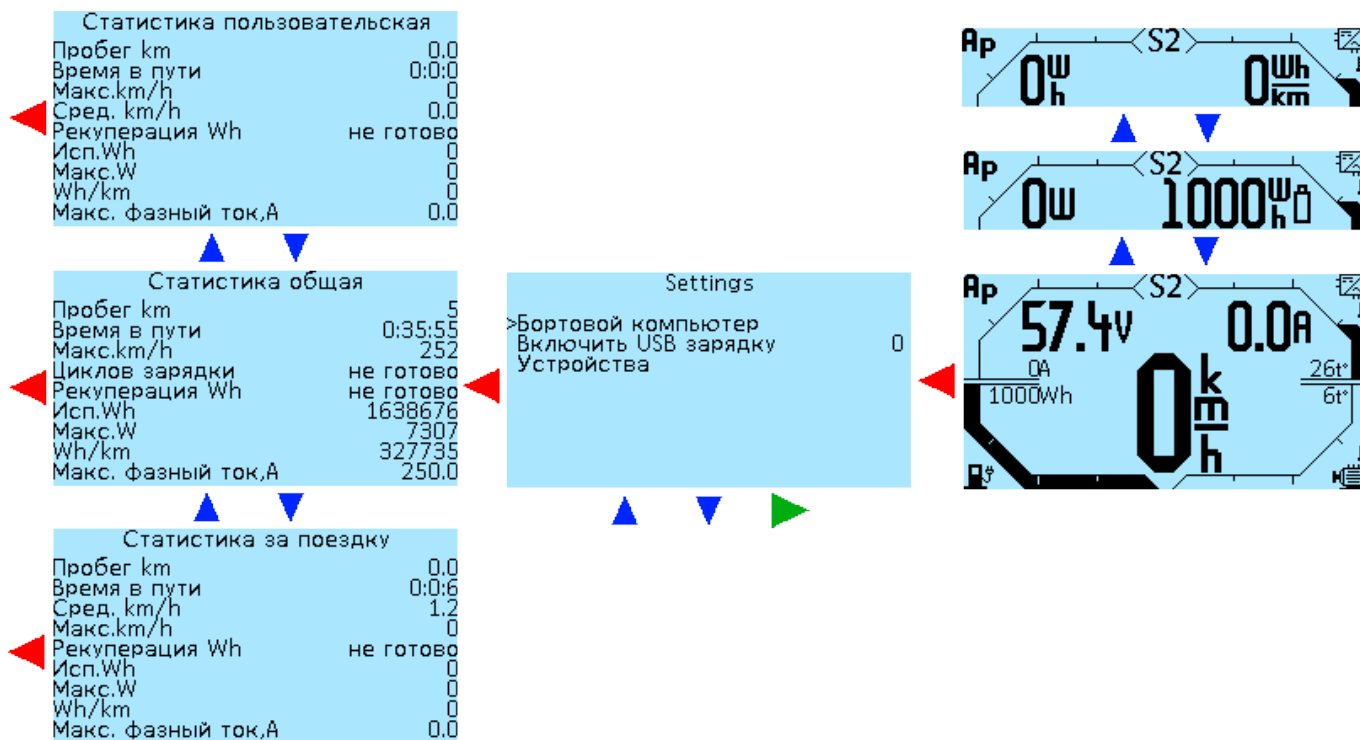 Статистика пользовательская
Пробег km 0.0
Время в пути 0:0:0
Макс.km/h 0
Сред. km/h 0.0
Рекуперация Wh не готово
Исп.Wh 0
Макс.W 0
Wh/km 0
Макс. фазный ток,А 0.0
Статистика общая
Пробег km 5
Время в пути 0:35:55
Макс.km/h 252
Циклов зарядки не готово
Рекуперация Wh не готово
Исп.Wh 1638676
Макс.W 7307
Wh/km 327735
Макс. фазный ток,А 250.0
Статистика за поездку
Пробег km 0.0
Время в пути 0:0:6
Сред. km/h 1.2
Макс.km/h 0
Рекуперация Wh не готово
Исп.Wh 0
Макс.W 0
Wh/km 0
Макс. фазный ток,А 0.0
Settings
>Бортовой компьютер
Включить USB зарядку 0
Устройства
Ap S2
0Wh 0Wh/km
Ap S2
0W 1000Wh
Ap S2
57.4V 0.0A
0A 26t°
1000Wh 6t°
0km/h